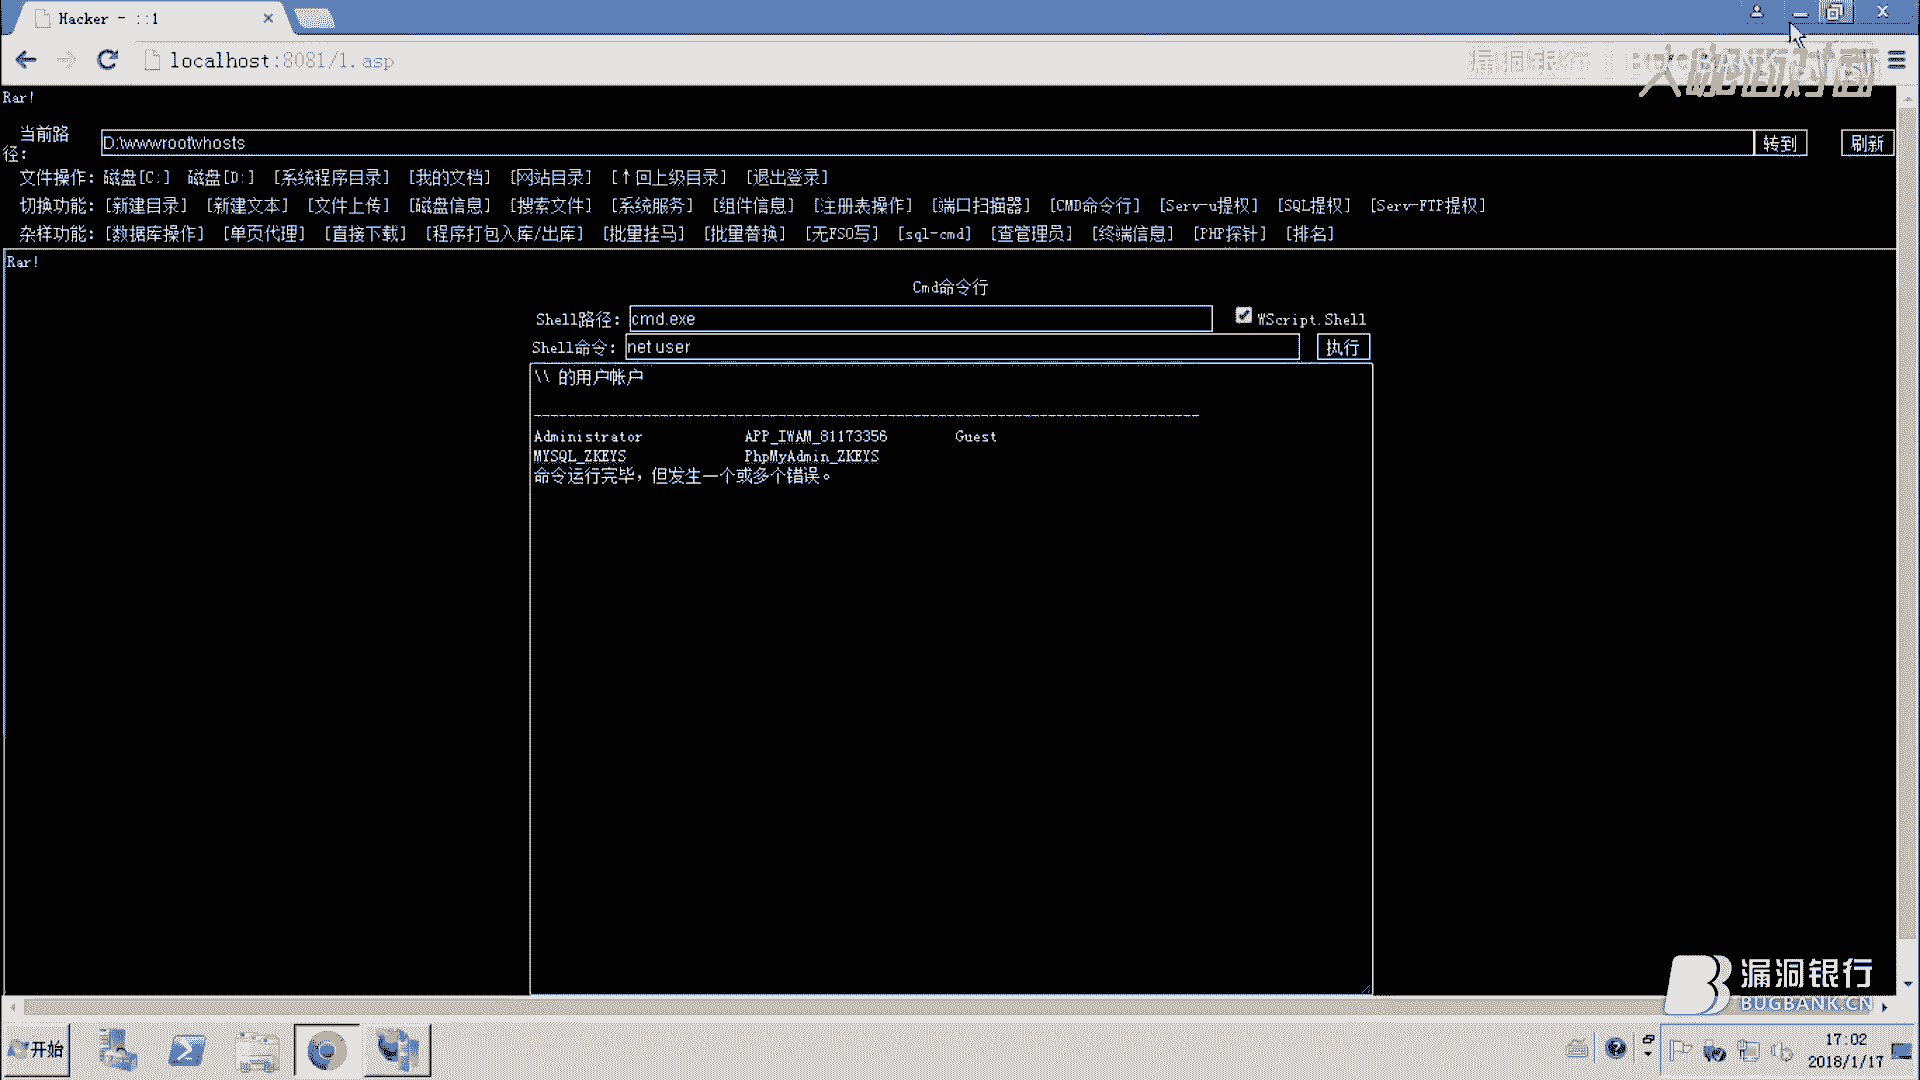 Hacker - ::1
localhost:8081/1.asp
漏洞银行
大咖面对面
Rar!
当前路径:
D:\wwwroot\vhosts
转到
刷新
文件操作: 磁盘[C:] 磁盘[D:] [系统程序目录] [我的文档] [网站目录] [↑回上级目录] [退出登录]
切换功能: [新建目录] [新建文本] [文件上传] [磁盘信息] [搜索文件] [系统服务] [组件信息] [注册表操作] [端口扫描器] [CMD命令行] [Serv-u提权] [SQL提权] [Serv-FTP提权]
杂样功能: [数据库操作] [单页代理] [直接下载] [程序打包入库/出库] [批量挂马] [批量替换] [无FSO写] [sql-cmd] [查管理员] [终端信息] [PHP探针] [排名]
Rar!
Cmd命令行
Shell路径: cmd.exe WScript.Shell
Shell命令: net user 执行
\\ 的用户帐户
-------------------------------------------------------------------------------
Administrator APP_IWAM_81173356 Guest
MYSQL_ZKEYS PhpMyAdmin_ZKEYS
命令运行完毕，但发生一个或多个错误。
漏洞银行
BUGBANK.CN
开始
17:02
2018/1/17